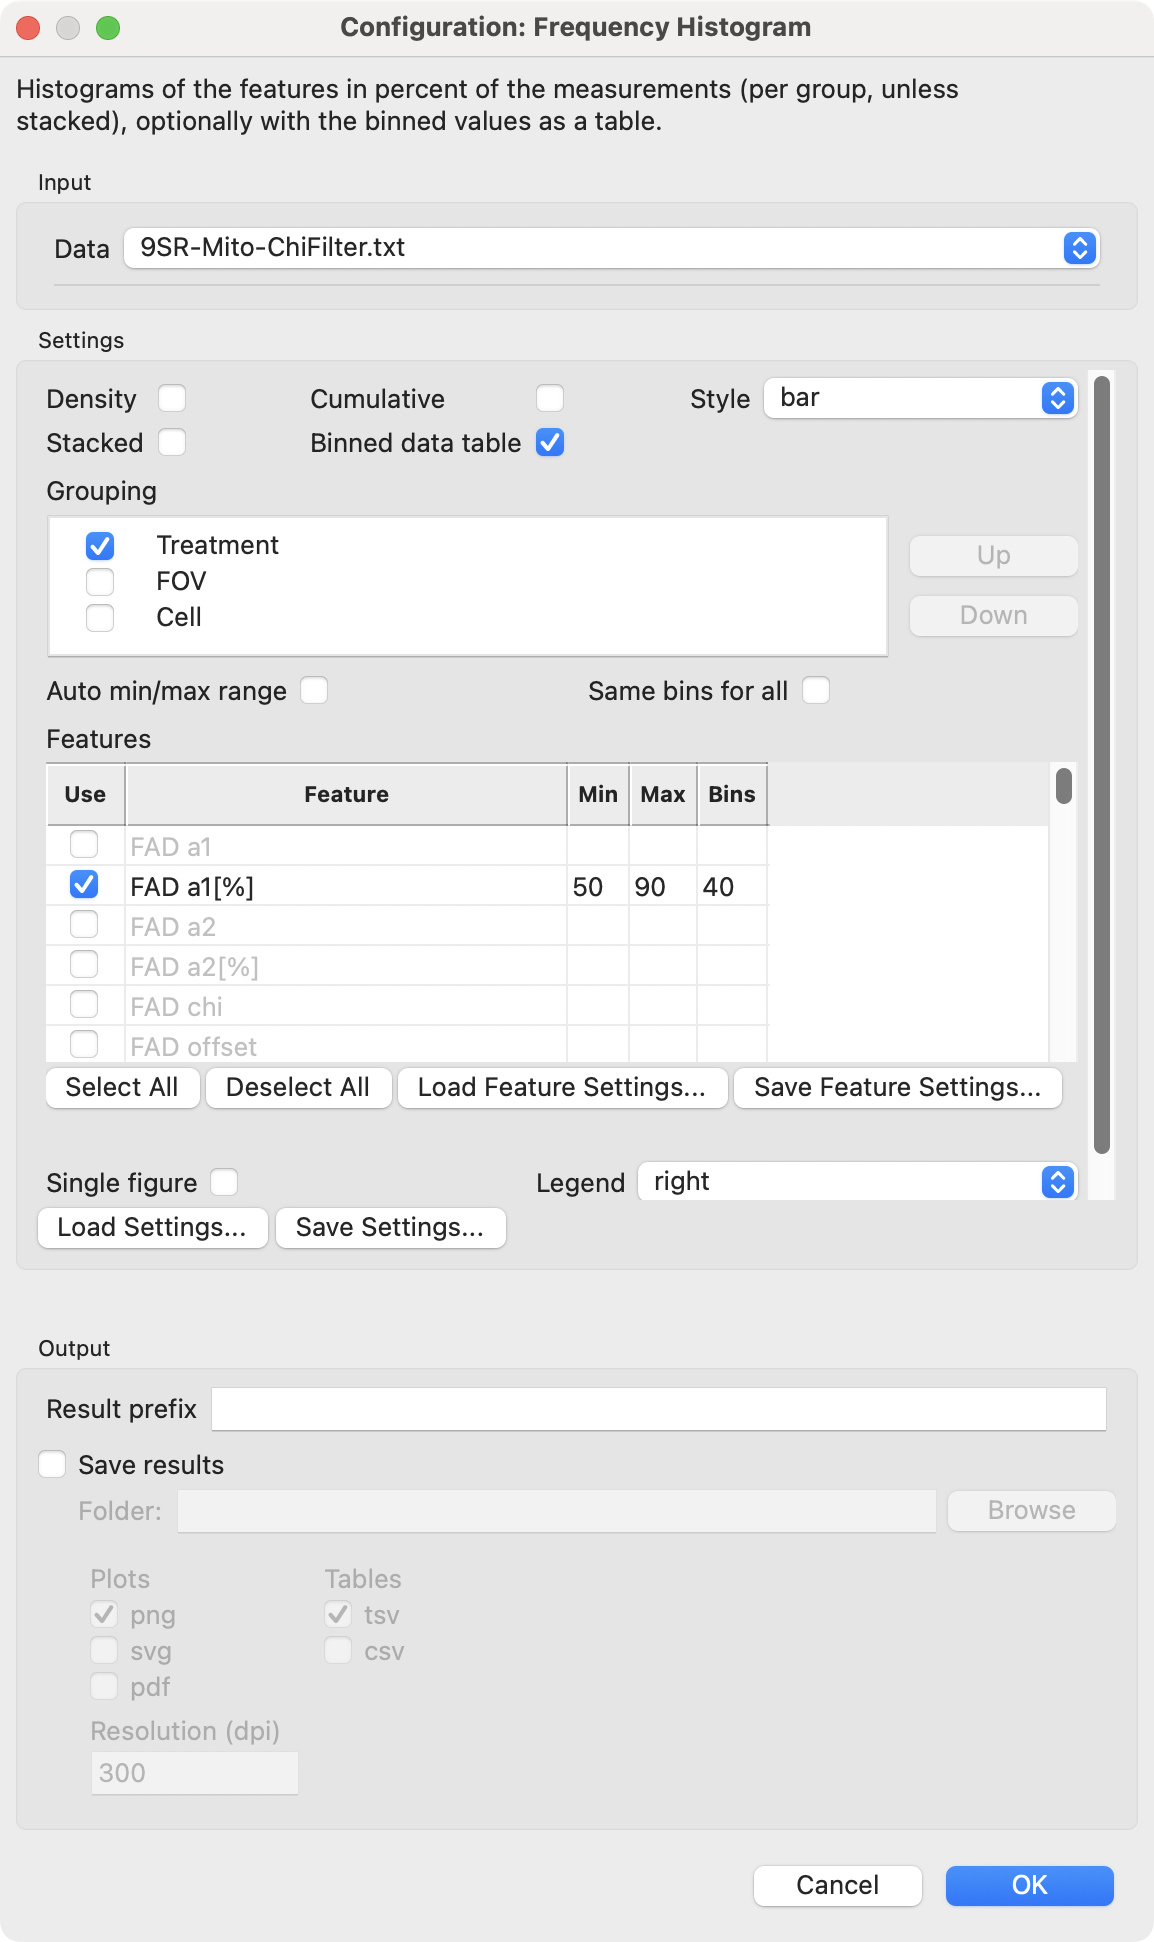 Configuration: Frequency Histogram
Histograms of the features in percent of the measurements (per group, unless
stacked), optionally with the binned values as a table.
Input
Data 9SR-Mito-ChiFilter.txt
Settings
Density Cumulative Style bar
Stacked Binned data table
Grouping
Treatment
FOV
Cell
Up
Down
Auto min/max range Same bins for all
Features
Use Feature Min Max Bins
FAD a1
FAD a1[%] 50 90 40
FAD a2
FAD a2[%]
FAD chi
FAD offset
Select All Deselect All Load Feature Settings... Save Feature Settings...
Single figure Legend right
Load Settings... Save Settings...
Output
Result prefix
Save results
Folder: Browse
Plots Tables
png tsv
svg csv
pdf
Resolution (dpi)
300
Cancel OK